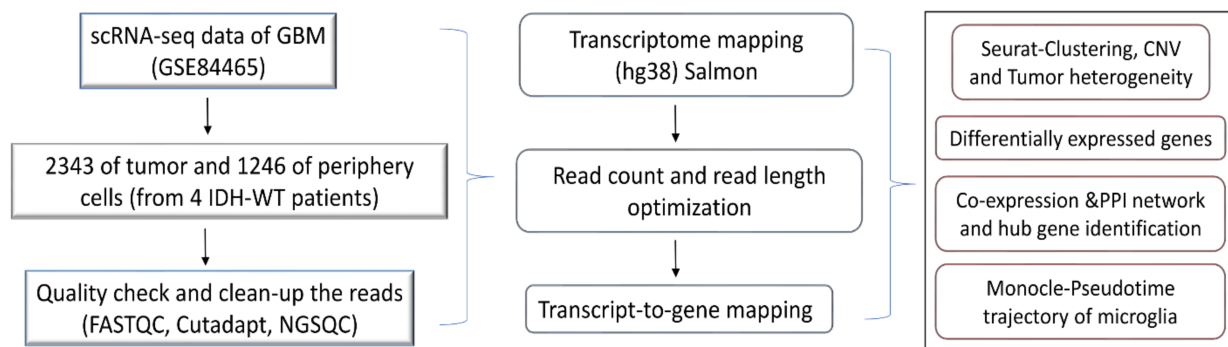 scRNA-seq data of GBM
(GSE84465)
2343 of tumor and 1246 of periphery
cells (from 4 IDH-WT patients)
Quality check and clean-up the reads
(FASTQC, Cutadapt, NGSQC)
Transcriptome mapping
(hg38) Salmon
Read count and read length
optimization
Transcript-to-gene mapping
Seurat-Clustering, CNV
and Tumor heterogeneity
Differentially expressed genes
Co-expression &PPI network
and hub gene identification
Monocle-Pseudotime
trajectory of microglia